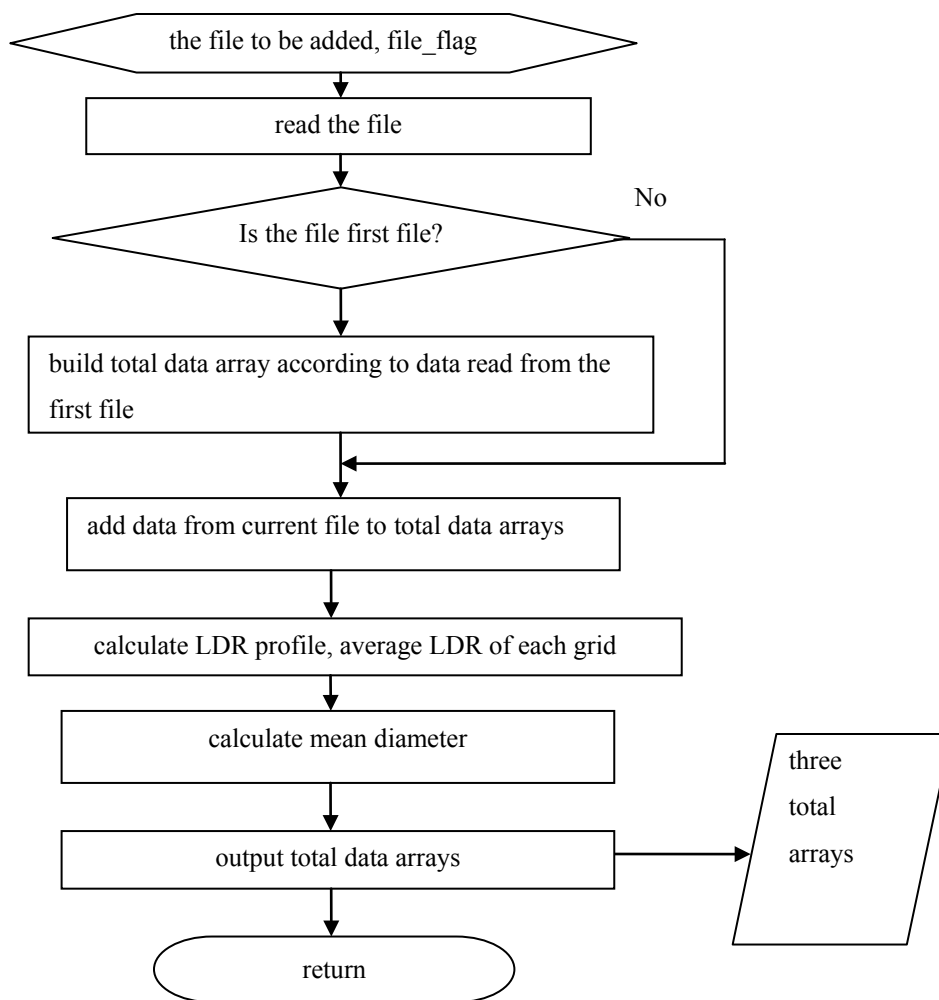 the file to be added, file_flag
read the file
No
Is the file first file?
build total data array according to data read from the
first file
add data from current file to total data arrays
calculate LDR profile, average LDR of each grid
calculate mean diameter
three
total
arrays
output total data arrays
return